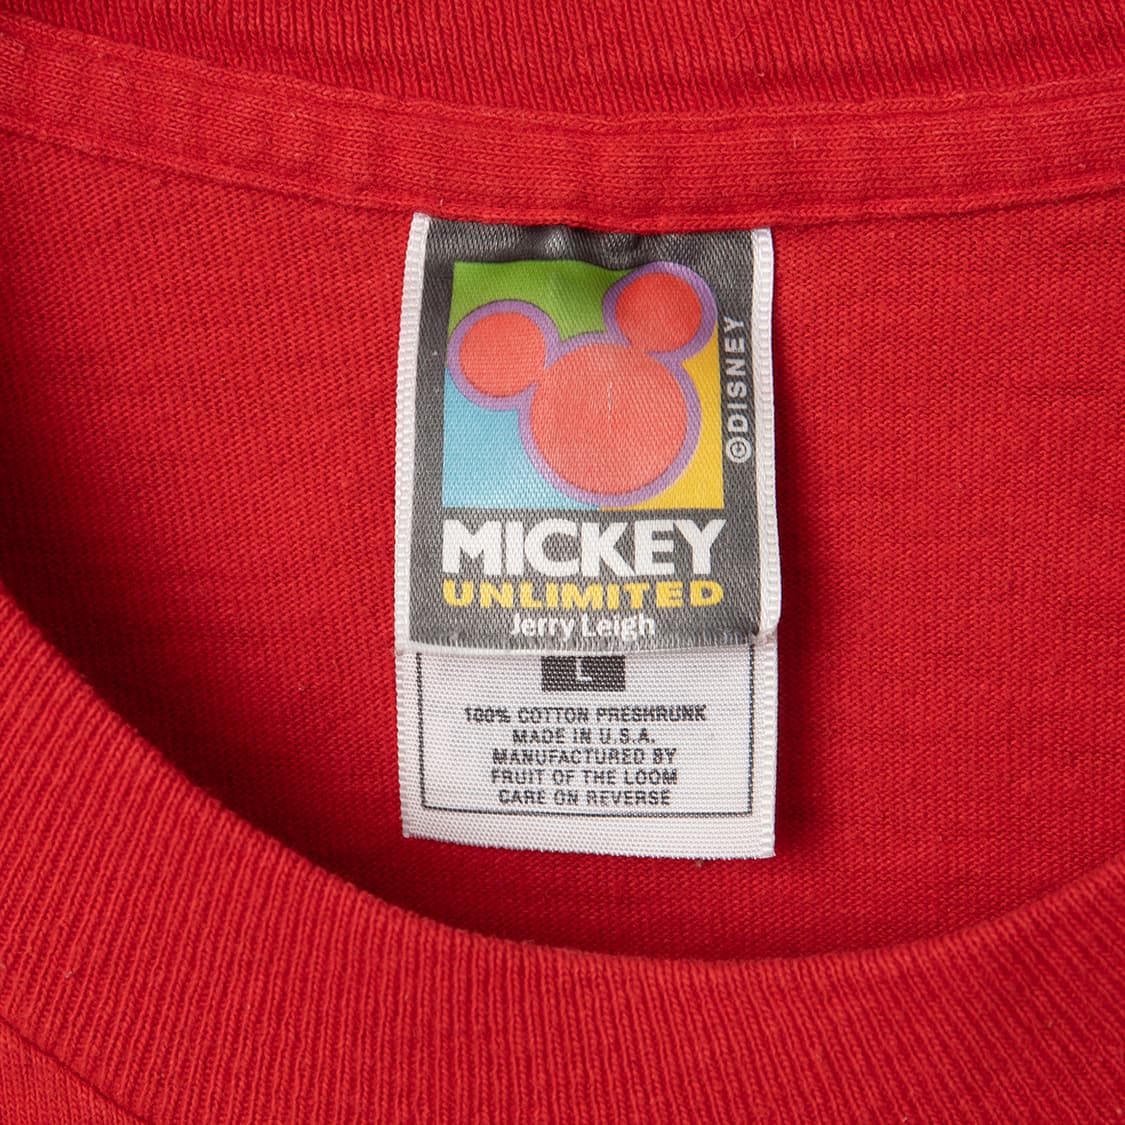 ©DISNEY
MICKEY
UNLIMITED
Jerry Leigh
L
100% COTTON PRESHRUNK
MADE IN U.S.A.
MANUFACTURED BY
FRUIT OF THE LOOM
CARE ON REVERSE